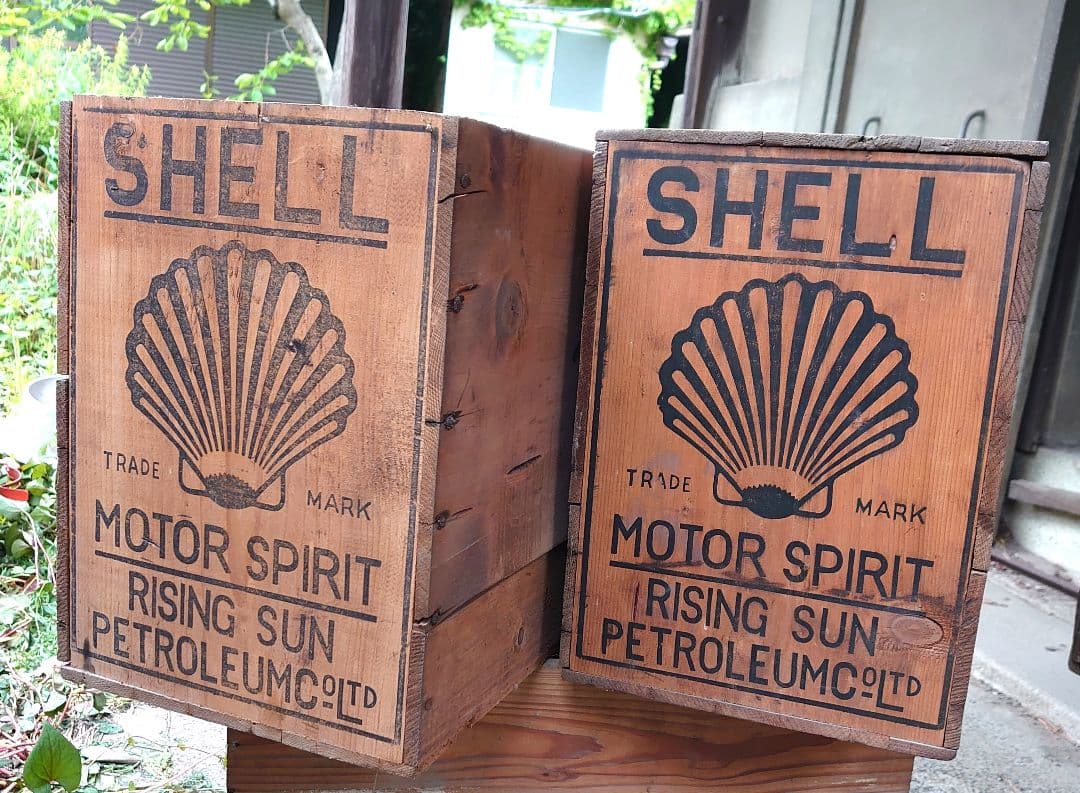 SHELL
TRADE MARK
MOTOR SPIRIT
RISING SUN
PETROLEUM Co LTD
SHELL
TRADE MARK
MOTOR SPIRIT
RISING SUN
PETROLEUM Co LTD